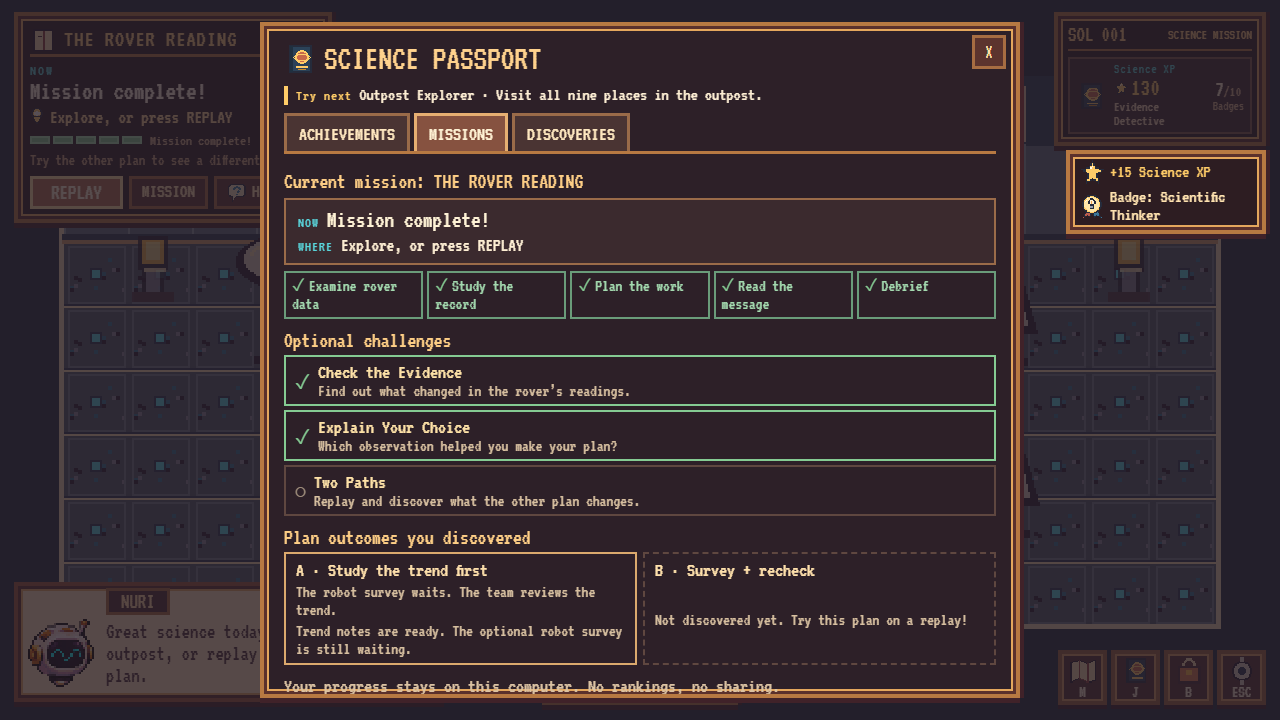 THE ROVER READING
NOW
Mission complete!
Explore, or press REPLAY
Mission complete!
Try the other plan to see a different
REPLAY
MISSION
H
SCIENCE PASSPORT
X
Try next Outpost Explorer · Visit all nine places in the outpost.
ACHIEVEMENTS
MISSIONS
DISCOVERIES
Current mission: THE ROVER READING
NOW Mission complete!
WHERE Explore, or press REPLAY
✓ Examine rover
data
✓ Study the
record
✓ Plan the work
✓ Read the
message
✓ Debrief
Optional challenges
✓ Check the Evidence
Find out what changed in the rover's readings.
✓ Explain Your Choice
Which observation helped you make your plan?
○ Two Paths
Replay and discover what the other plan changes.
Plan outcomes you discovered
A · Study the trend first
The robot survey waits. The team reviews the
trend.
Trend notes are ready. The optional robot survey
is still waiting.
B · Survey + recheck
Not discovered yet. Try this plan on a replay!
Your progress stays on this computer. No rankings, no sharing.
SOL 001
SCIENCE MISSION
Science XP
130
Evidence
Detective
7/10
Badges
+15 Science XP
Badge: Scientific
Thinker
NURI
Great science toda
outpost, or replay
plan.
M
J
B
ESC